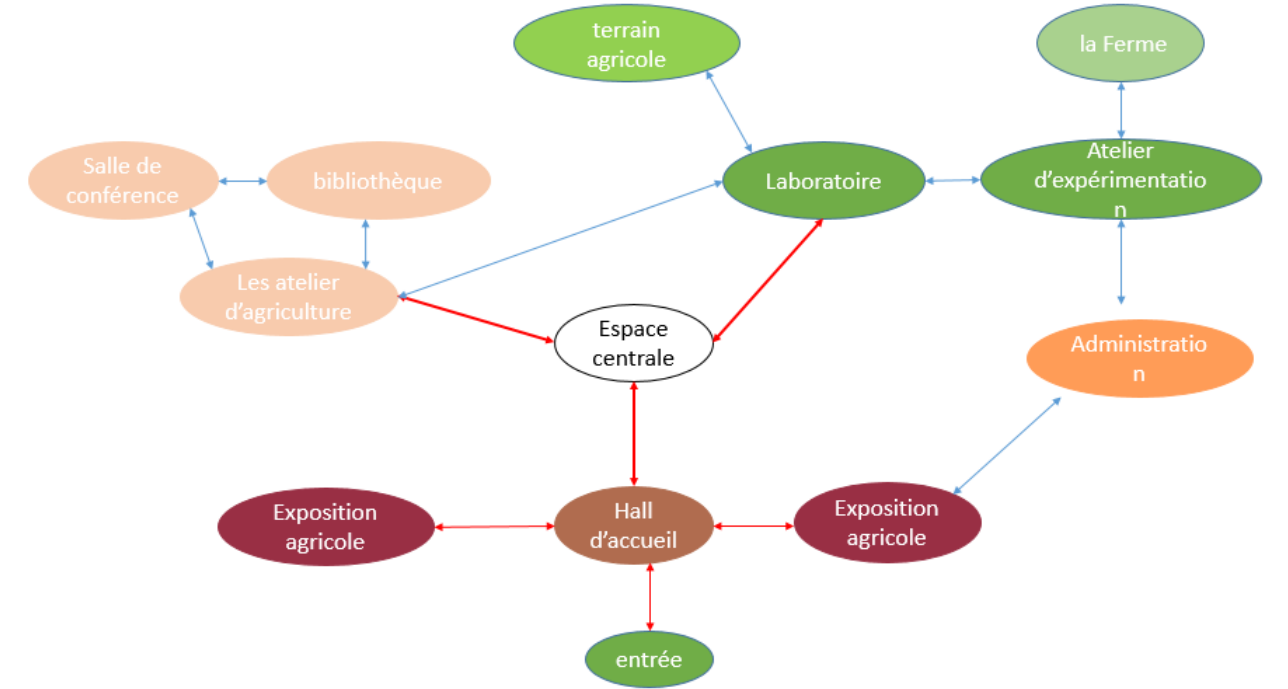 terrain
agricole
la Ferme
Salle de
conférence
bibliothèque
Laboratoire
Atelier
d'expérimentatio
n
Les atelier
d'agriculture
Espace
centrale
Administratio
n
Exposition
agricole
Hall
d'accueil
Exposition
agricole
entrée